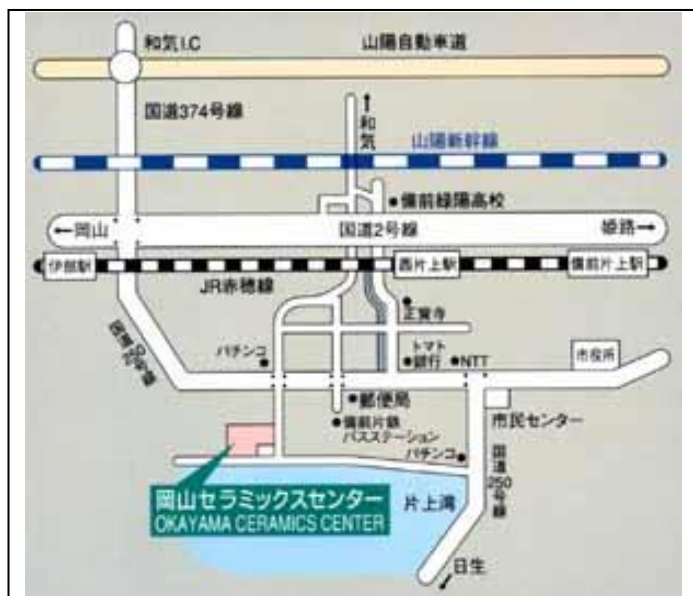 和気I.C
山陽自動車道
国道374号線
和気
山陽新幹線
備前緑陽高校
←岡山
国道2号線
姫路→
伊部駅
西片上駅
備前片上駅
JR赤穂線
正覚寺
パチンコ
トマト
銀行
NTT
市役所
郵便局
備前片鉄
バスステーション
市民センター
パチンコ
国道250号線
岡山セラミックスセンター
OKAYAMA CERAMICS CENTER
片上湾
日生